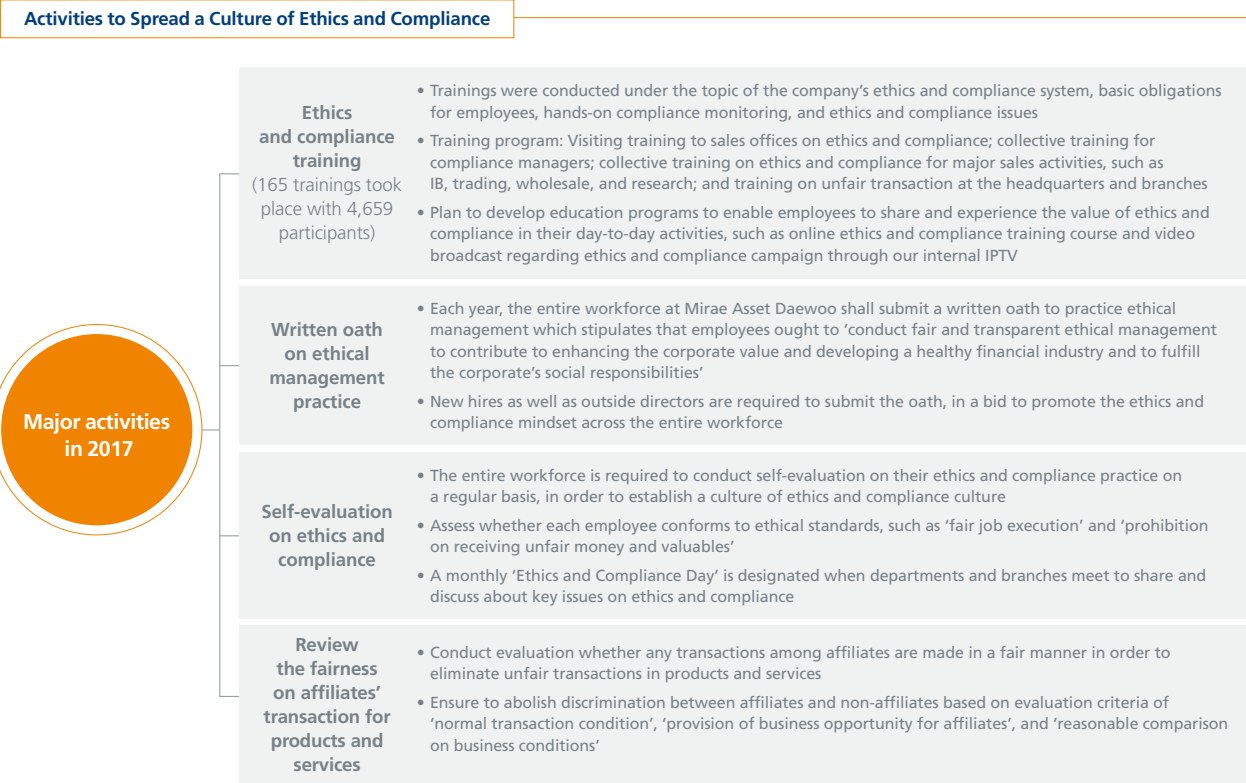 Activities to Spread a Culture of Ethics and Compliance
Major activities
in 2017
Ethics
and compliance
training
(165 trainings took
place with 4,659
participants)
• Trainings were conducted under the topic of the company's ethics and compliance system, basic obligations
for employees, hands-on compliance monitoring, and ethics and compliance issues
• Training program: Visiting training to sales offices on ethics and compliance; collective training for
compliance managers; collective training on ethics and compliance for major sales activities, such as
IB, trading, wholesale, and research; and training on unfair transaction at the headquarters and branches
• Plan to develop education programs to enable employees to share and experience the value of ethics and
compliance in their day-to-day activities, such as online ethics and compliance training course and video
broadcast regarding ethics and compliance campaign through our internal IPTV
Written oath
on ethical
management
practice
• Each year, the entire workforce at Mirae Asset Daewoo shall submit a written oath to practice ethical
management which stipulates that employees ought to ‘conduct fair and transparent ethical management
to contribute to enhancing the corporate value and developing a healthy financial industry and to fulfill
the corporate's social responsibilities’
• New hires as well as outside directors are required to submit the oath, in a bid to promote the ethics and
compliance mindset across the entire workforce
Self-evaluation
on ethics and
compliance
• The entire workforce is required to conduct self-evaluation on their ethics and compliance practice on
a regular basis, in order to establish a culture of ethics and compliance culture
• Assess whether each employee conforms to ethical standards, such as ‘fair job execution’ and ‘prohibition
on receiving unfair money and valuables’
• A monthly ‘Ethics and Compliance Day’ is designated when departments and branches meet to share and
discuss about key issues on ethics and compliance
Review
the fairness
on affiliates’
transaction for
products and
services
• Conduct evaluation whether any transactions among affiliates are made in a fair manner in order to
eliminate unfair transactions in products and services
• Ensure to abolish discrimination between affiliates and non-affiliates based on evaluation criteria of
‘normal transaction condition’, ‘provision of business opportunity for affiliates’, and ‘reasonable comparison
on business conditions’